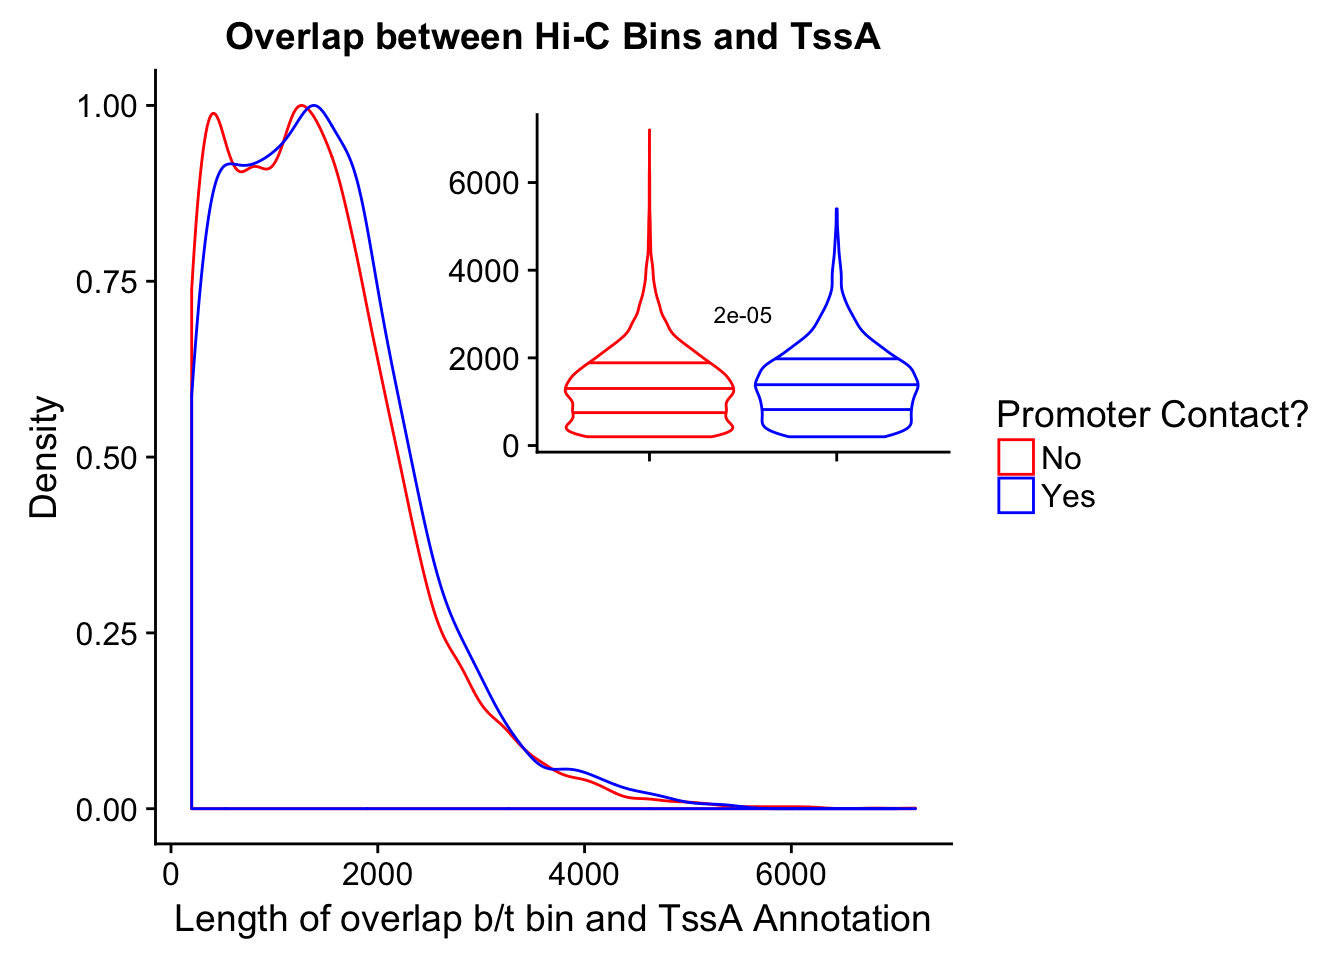 Overlap between Hi-C Bins and TssA
Density
1.00
0.75
0.50
0.25
0.00
0
2000
4000
6000
Length of overlap b/t bin and TssA Annotation
6000
4000
2000
0
2e-05
Promoter Contact?
No
Yes